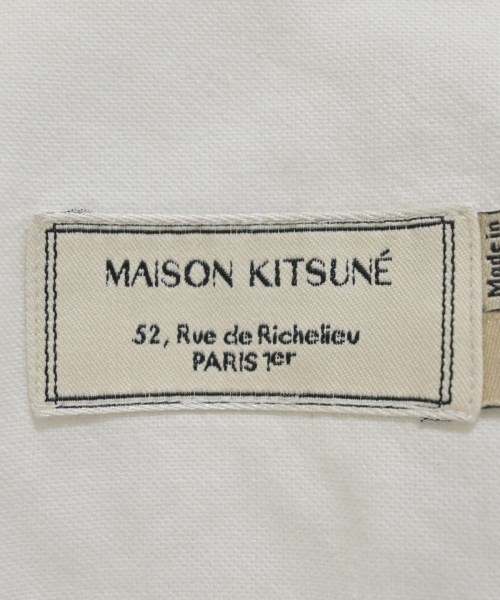 MAISON KITSUNÉ
52, Rue de Richelieu
PARIS 1er
Made in